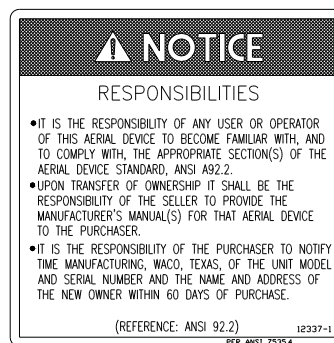 NOTICE
RESPONSIBILITIES
•IT IS THE RESPONSIBILITY OF ANY USER OR OPERATOR
OF THIS AERIAL DEVICE TO BECOME FAMILIAR WITH, AND
TO COMPLY WITH, THE APPROPRIATE SECTION(S) OF THE
AERIAL DEVICE STANDARD, ANSI A92.2.
•UPON TRANSFER OF OWNERSHIP IT SHALL BE THE
RESPONSIBILITY OF THE SELLER TO PROVIDE THE
MANUFACTURER'S MANUAL(S) FOR THAT AERIAL DEVICE
TO THE PURCHASER.
•IT IS THE RESPONSIBILITY OF THE PURCHASER TO NOTIFY
TIME MANUFACTURING, WACO, TEXAS, OF THE UNIT MODEL
AND SERIAL NUMBER AND THE NAME AND ADDRESS OF
THE NEW OWNER WITHIN 60 DAYS OF PURCHASE.
(REFERENCE: ANSI 92.2) 12337-1
PER ANSI Z535.4